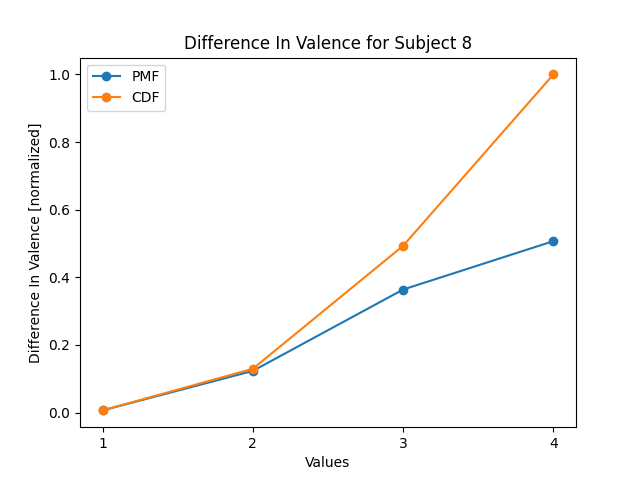 Difference In Valence for Subject 8
PMF
CDF
Difference In Valence [normalized]
1.0
0.8
0.6
0.4
0.2
0.0
1 2 3 4
Values